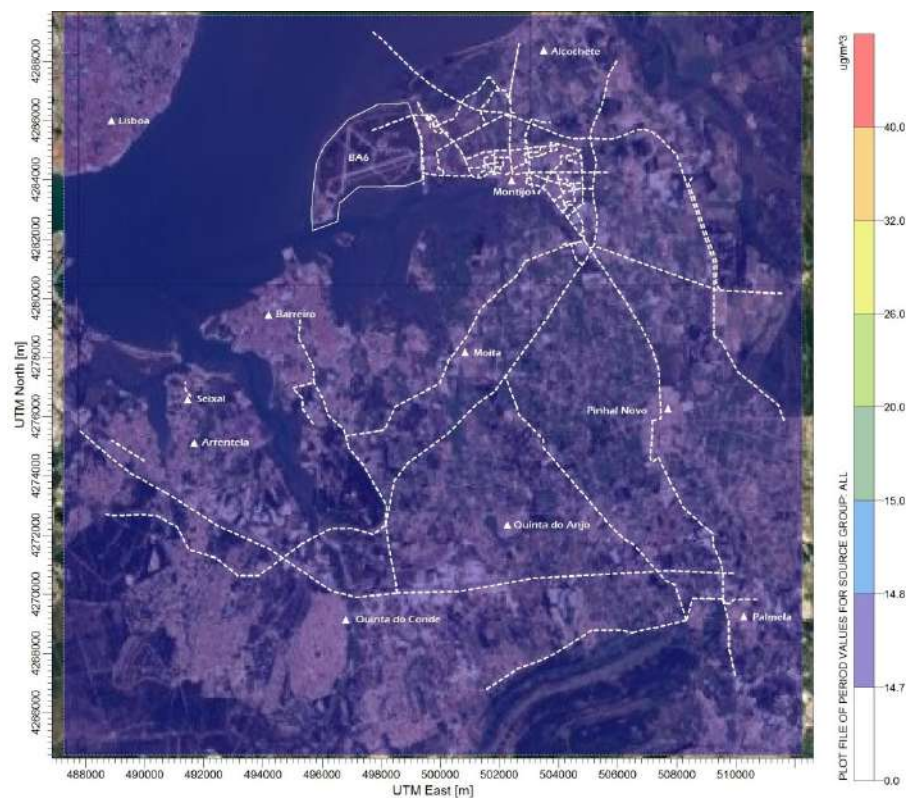 ug/m^3
Alcochete
Lisboa
BA6
Montijo
Barreiro
Moita
Seixal
Pinhal Novo
Arrentela
Quinta do Anjo
Quinta do Conde
Palmela
40.0
32.0
26.0
20.0
15.0
14.8
14.7
0.0
PLOT FILE OF PERIOD VALUES FOR SOURCE GROUP: ALL
UTM North [m]
4288000
4286000
4284000
4282000
4280000
4278000
4276000
4274000
4272000
4270000
4268000
4266000
488000 490000 492000 494000 496000 498000 500000 502000 504000 506000 508000 510000
UTM East [m]